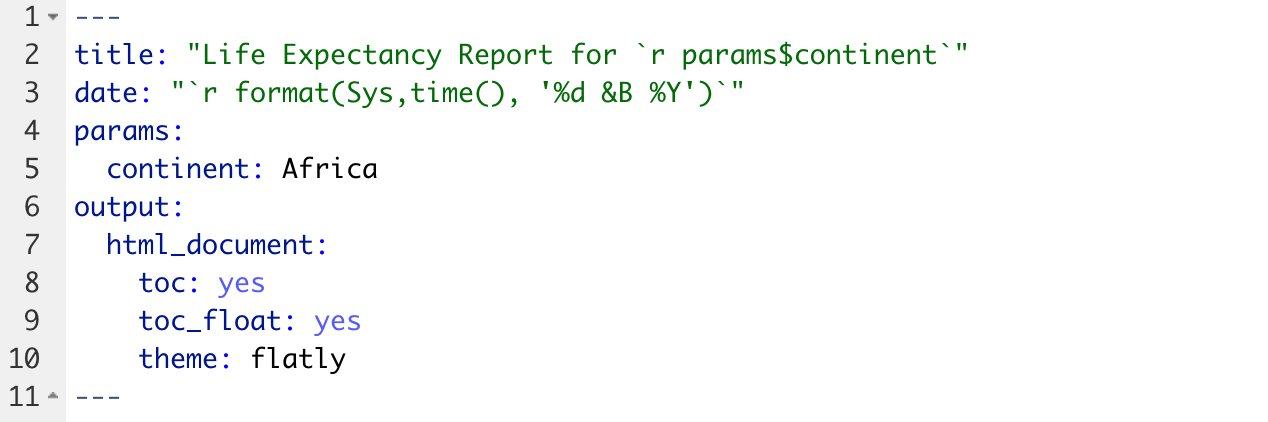 1 ---
2 title: "Life Expectancy Report for `r params$continent`"
3 date: "`r format(Sys,time(), '%d &B %Y')`"
4 params:
5   continent: Africa
6 output:
7   html_document:
8     toc: yes
9     toc_float: yes
10     theme: flatly
11 ---